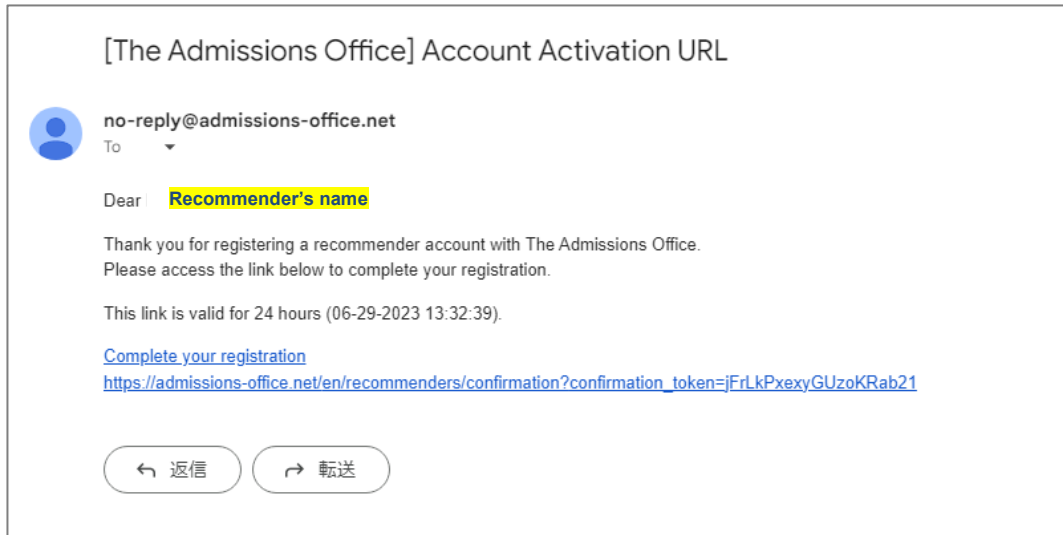 [The Admissions Office] Account Activation URL
no-reply@admissions-office.net
To
Dear Recommender's name
Thank you for registering a recommender account with The Admissions Office.
Please access the link below to complete your registration.
This link is valid for 24 hours (06-29-2023 13:32:39).
Complete your registration
https://admissions-office.net/en/recommenders/confirmation?confirmation_token=jFrLkPxexyGUzoKRab21
返信 転送